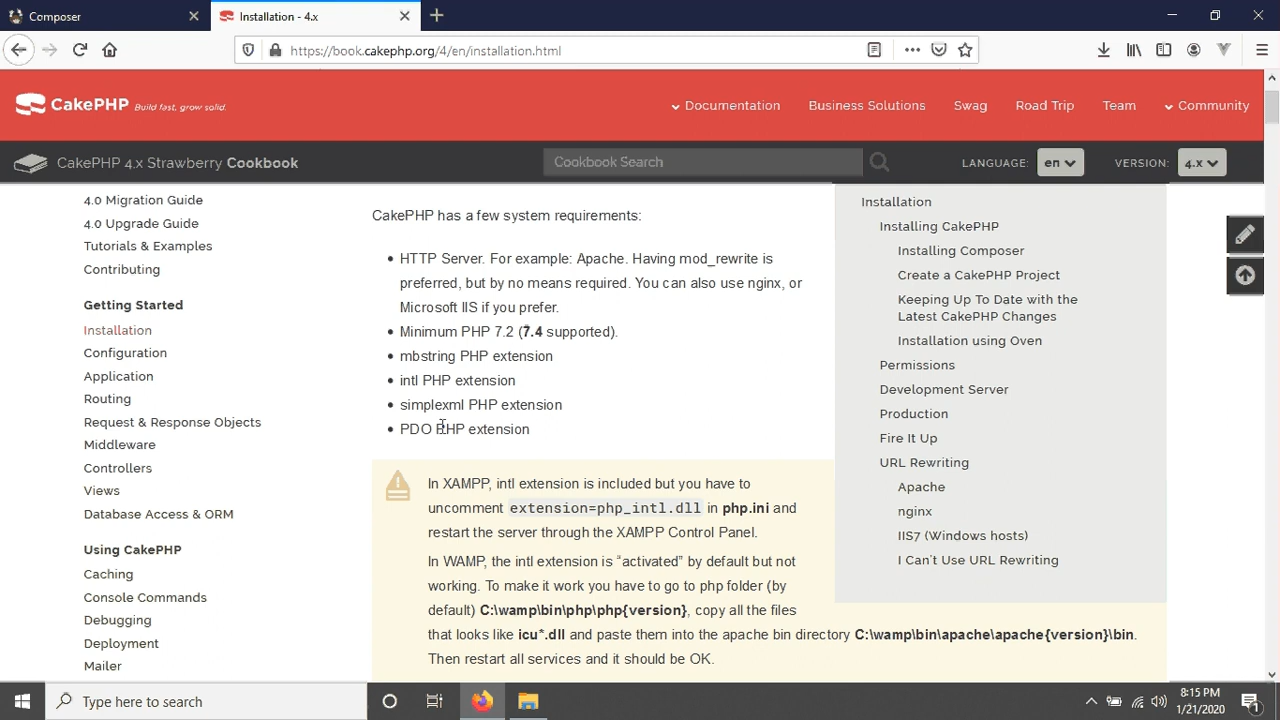 Composer
Installation - 4.x
https://book.cakephp.org/4/en/installation.html
CakePHP Build fast, grow solid.
Documentation
Business Solutions
Swag
Road Trip
Team
Community
CakePHP 4.x Strawberry Cookbook
Cookbook Search
LANGUAGE: en
VERSION: 4.x
4.0 Migration Guide
4.0 Upgrade Guide
Tutorials & Examples
Contributing
Getting Started
Installation
Configuration
Application
Routing
Request & Response Objects
Middleware
Controllers
Views
Database Access & ORM
Using CakePHP
Caching
Console Commands
Debugging
Deployment
Mailer
CakePHP has a few system requirements:
HTTP Server. For example: Apache. Having mod_rewrite is
preferred, but by no means required. You can also use nginx, or
Microsoft IIS if you prefer.
Minimum PHP 7.2 (7.4 supported).
mbstring PHP extension
intl PHP extension
simplexml PHP extension
PDO PHP extension
In XAMPP, intl extension is included but you have to
uncomment extension=php_intl.dll in php.ini and
restart the server through the XAMPP Control Panel.
In WAMP, the intl extension is “activated” by default but not
working. To make it work you have to go to php folder (by
default) C:\wamp\bin\php\php{version}, copy all the files
that looks like icu*.dll and paste them into the apache bin directory C:\wamp\bin\apache\apache{version}\bin.
Then restart all services and it should be OK.
Installation
Installing CakePHP
Installing Composer
Create a CakePHP Project
Keeping Up To Date with the
Latest CakePHP Changes
Installation using Oven
Permissions
Development Server
Production
Fire It Up
URL Rewriting
Apache
nginx
IIS7 (Windows hosts)
I Can't Use URL Rewriting
Type here to search
8:15 PM
1/21/2020
1